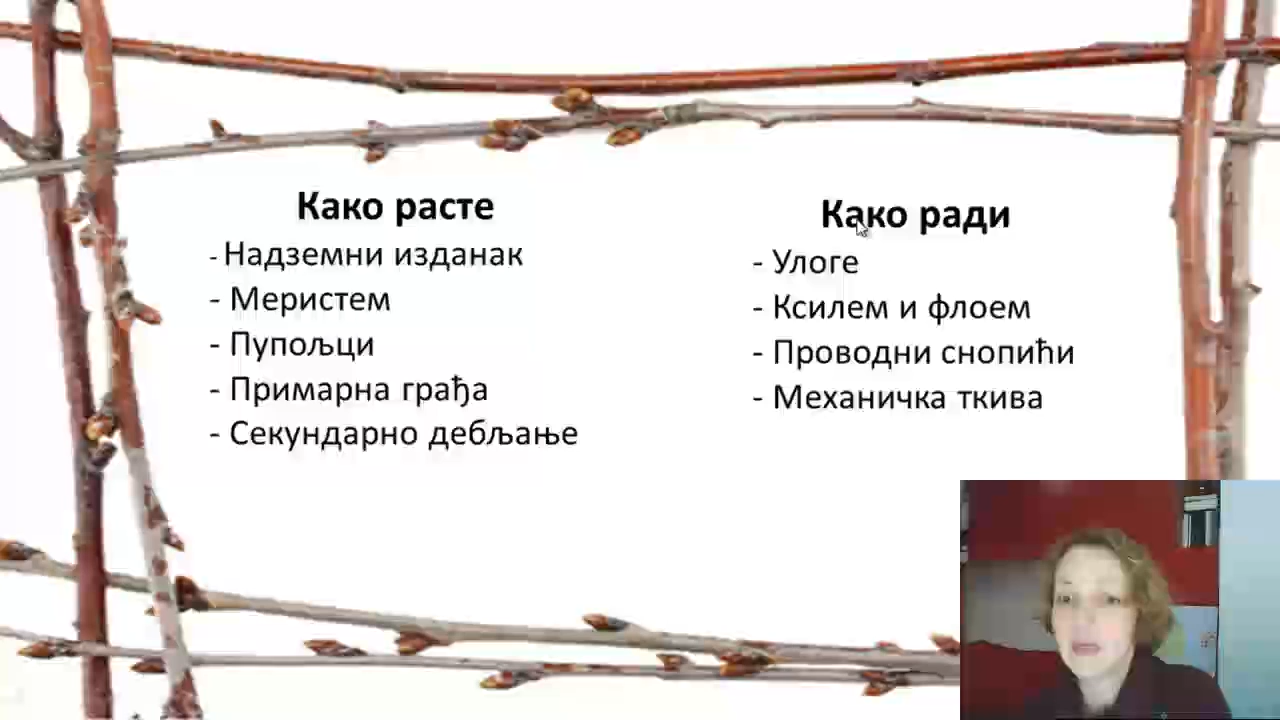 Како расте
- Надземни изданак
- Меристем
- Пупољци
- Примарна грађа
- Секундарно дебљање
Како ради
- Улоге
- Ксилем и флоем
- Проводни снопићи
- Механичка ткива